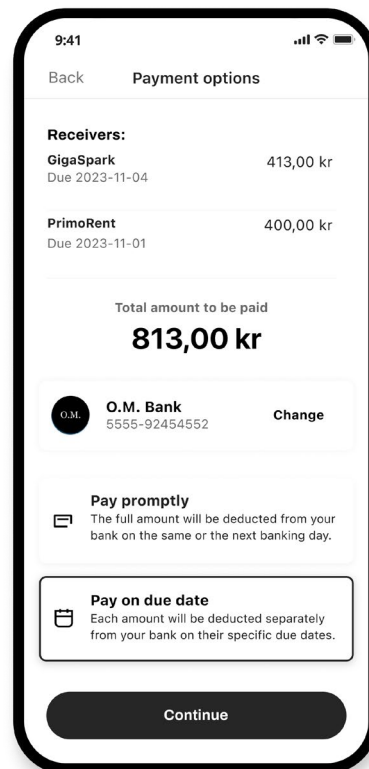 9:41
Back Payment options
Receivers:
GigaSpark 413,00 kr
Due 2023-11-04
PrimoRent 400,00 kr
Due 2023-11-01
Total amount to be paid
813,00 kr
O.M. O.M. Bank Change
5555-92454552
Pay promptly
The full amount will be deducted from your
bank on the same or the next banking day.
Pay on due date
Each amount will be deducted separately
from your bank on their specific due dates.
Continue